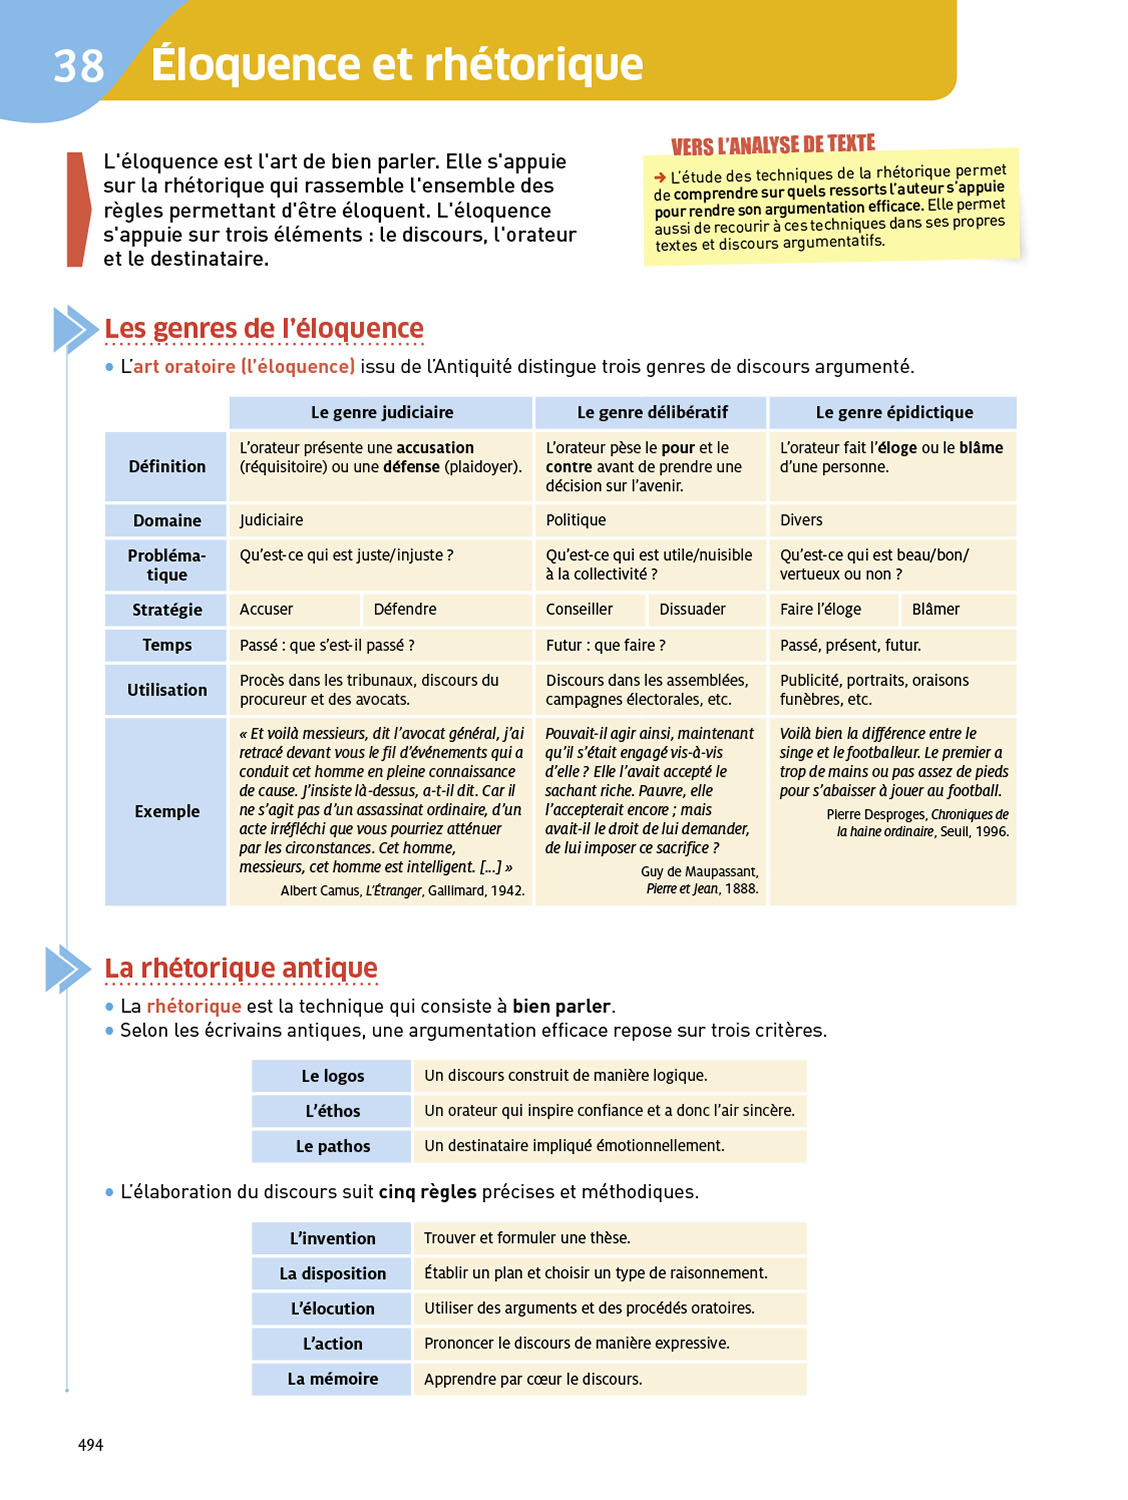 38 Éloquence et rhétorique
L'éloquence est l'art de bien parler. Elle s'appuie
sur la rhétorique qui rassemble l'ensemble des
règles permettant d'être éloquent. L'éloquence
s'appuie sur trois éléments : le discours, l'orateur
et le destinataire.
VERS L'ANALYSE DE TEXTE
→ L'étude des techniques de la rhétorique permet
de comprendre sur quels ressorts l'auteur s'appuie
pour rendre son argumentation efficace. Elle permet
aussi de recourir à ces techniques dans ses propres
textes et discours argumentatifs.
Les genres de l'éloquence
• L'art oratoire (l'éloquence) issu de l'Antiquité distingue trois genres de discours argumenté.
Le genre judiciaire
Le genre délibératif
Le genre épidictique
Définition
L'orateur présente une accusation
(réquisitoire) ou une défense (plaidoyer).
L'orateur pèse le pour et le
contre avant de prendre une
décision sur l'avenir.
L'orateur fait l'éloge ou le blâme
d'une personne.
Domaine
Judiciaire
Politique
Divers
Probléma-
tique
Qu'est-ce qui est juste/injuste ?
Qu'est-ce qui est utile/nuisible
à la collectivité ?
Qu'est-ce qui est beau/bon/
vertueux ou non ?
Stratégie
Accuser
Défendre
Conseiller
Dissuader
Faire l'éloge
Blâmer
Temps
Passé : que s'est-il passé ?
Futur : que faire ?
Passé, présent, futur.
Utilisation
Procès dans les tribunaux, discours du
procureur et des avocats.
Discours dans les assemblées,
campagnes électorales, etc.
Publicité, portraits, oraisons
funèbres, etc.
Exemple
« Et voilà messieurs, dit l'avocat général, j'ai
retracé devant vous le fil d'événements qui a
conduit cet homme en pleine connaissance
de cause. J'insiste là-dessus, a-t-il dit. Car il
ne s'agit pas d'un assassinat ordinaire, d'un
acte irréfléchi que vous pourriez atténuer
par les circonstances. Cet homme,
messieurs, cet homme est intelligent. [...] »
Albert Camus, L'Étranger, Gallimard, 1942.
Pouvait-il agir ainsi, maintenant
qu'il s'était engagé vis-à-vis
d'elle ? Elle l'avait accepté le
sachant riche. Pauvre, elle
l'accepterait encore ; mais
avait-il le droit de lui demander,
de lui imposer ce sacrifice ?
Guy de Maupassant,
Pierre et Jean, 1888.
Voilà bien la différence entre le
singe et le footballeur. Le premier a
trop de mains ou pas assez de pieds
pour s'abaisser à jouer au football.
Pierre Desproges, Chroniques de
la haine ordinaire, Seuil, 1996.
La rhétorique antique
• La rhétorique est la technique qui consiste à bien parler.
• Selon les écrivains antiques, une argumentation efficace repose sur trois critères.
Le logos
Un discours construit de manière logique.
L'éthos
Un orateur qui inspire confiance et a donc l'air sincère.
Le pathos
Un destinataire impliqué émotionnellement.
• L'élaboration du discours suit cinq règles précises et méthodiques.
L'invention
Trouver et formuler une thèse.
La disposition
Établir un plan et choisir un type de raisonnement.
L'élocution
Utiliser des arguments et des procédés oratoires.
L'action
Prononcer le discours de manière expressive.
La mémoire
Apprendre par cœur le discours.
494